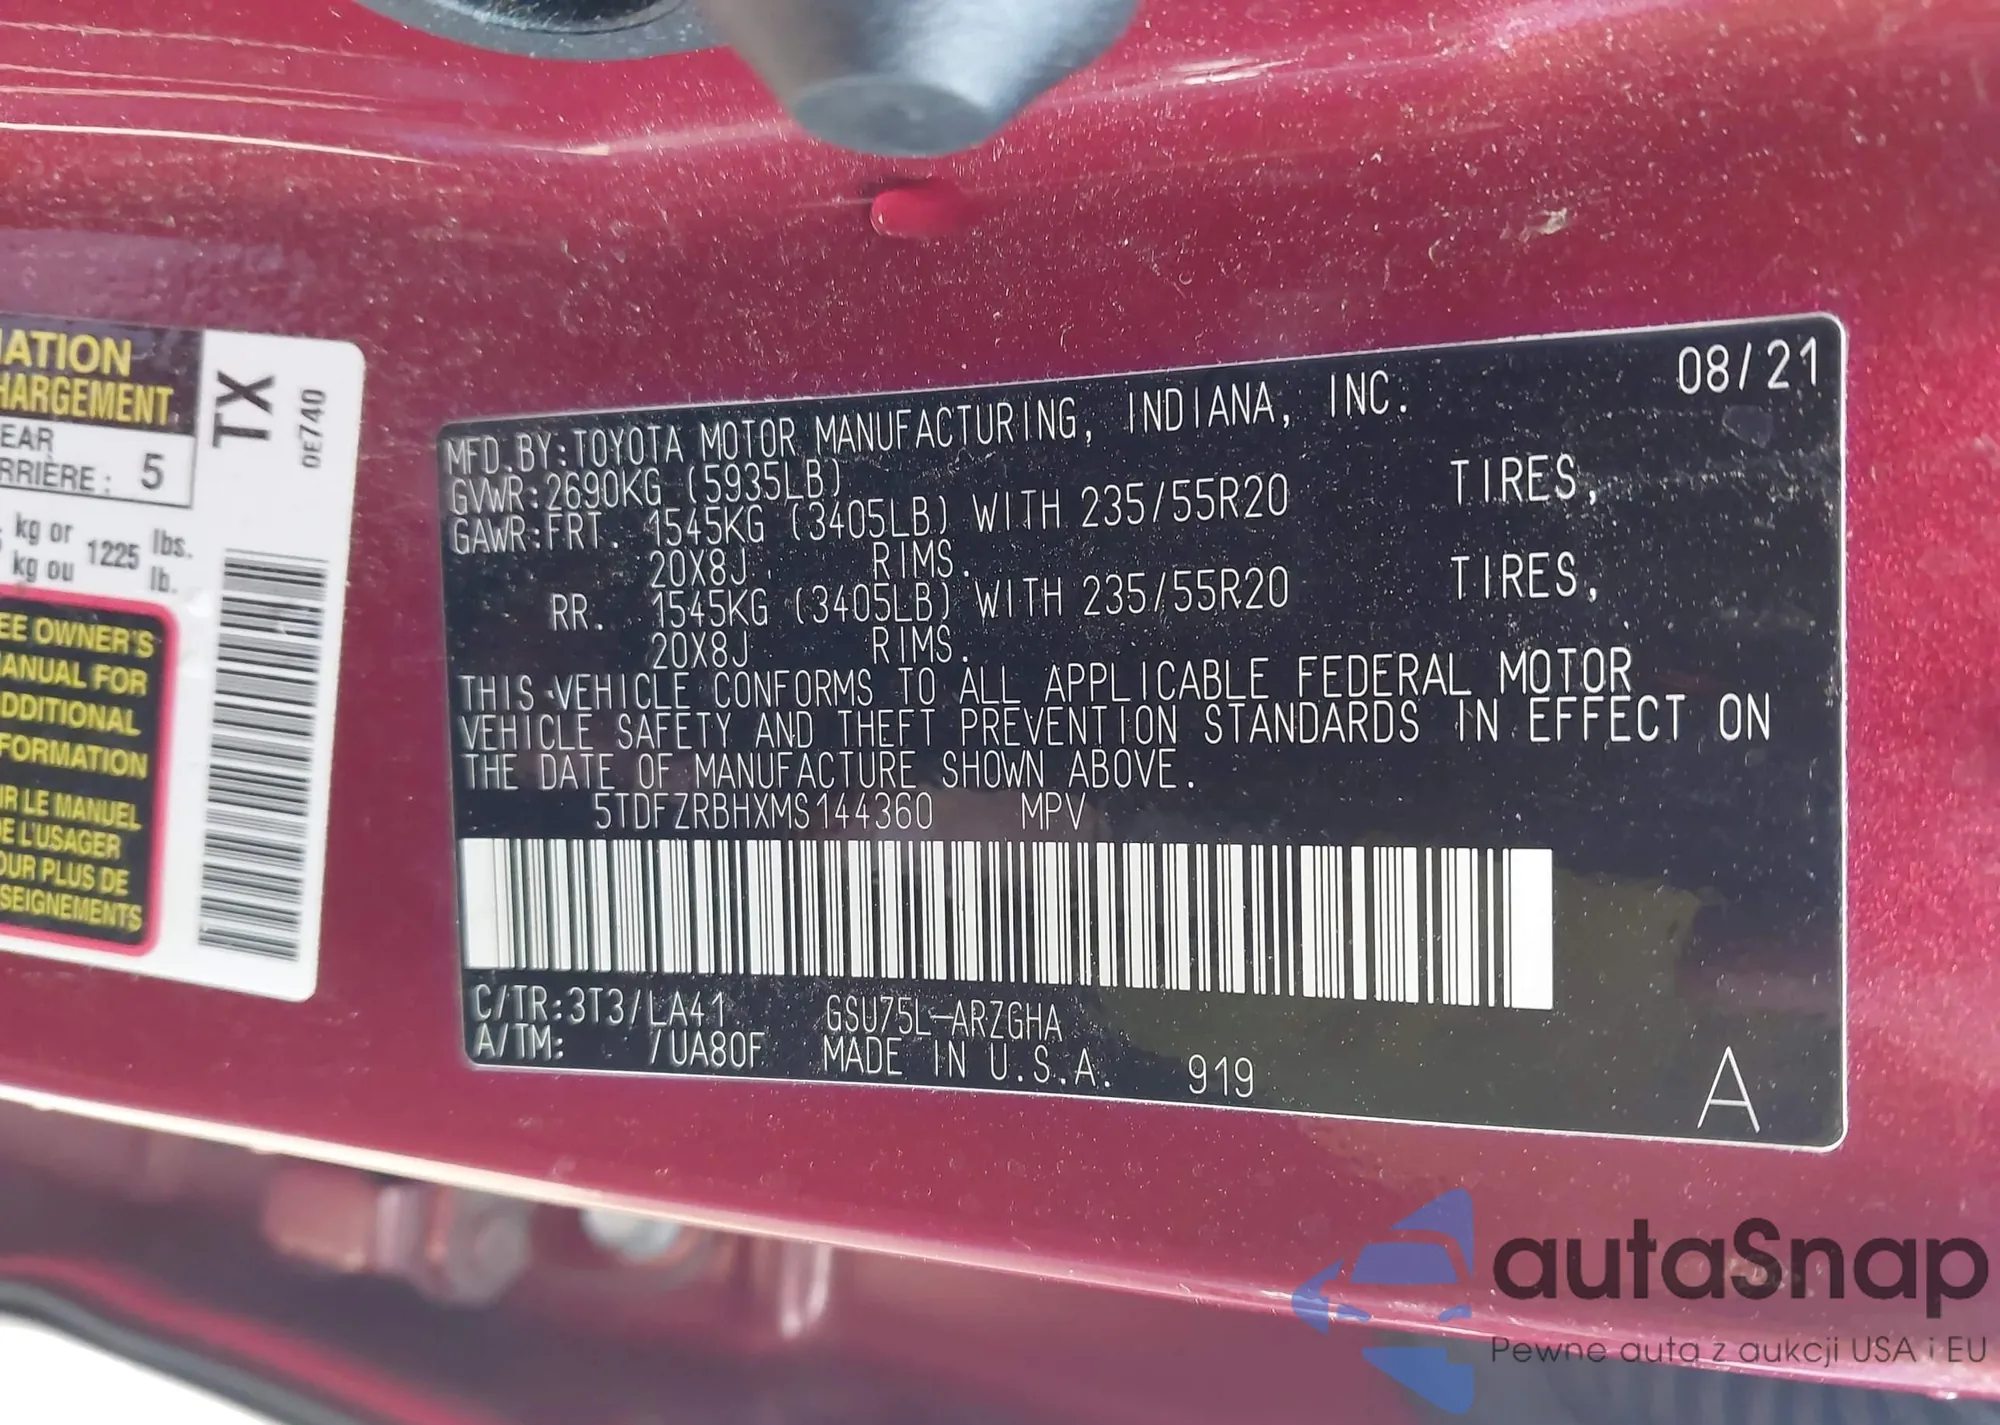 IATION
HARGEMENT
TX
DE740
EAR
RRIÈRE : 5
kg or 1225 lbs.
kg ou lb.
EE OWNER'S
ANUAL FOR
DDITIONAL
FORMATION
IR LE MANUEL
DE L'USAGER
OUR PLUS DE
SEIGNEMENTS
08/21
MFD.BY:TOYOTA MOTOR MANUFACTURING, INDIANA, INC.
GVWR:2690KG (5935LB)
GAWR:FRT. 1545KG (3405LB) WITH 235/55R20 TIRES,
20X8J RIMS.
RR. 1545KG (3405LB) WITH 235/55R20 TIRES,
20X8J RIMS.
THIS VEHICLE CONFORMS TO ALL APPLICABLE FEDERAL MOTOR
VEHICLE SAFETY AND THEFT PREVENTION STANDARDS IN EFFECT ON
THE DATE OF MANUFACTURE SHOWN ABOVE.
5TDFZRBHXMS144360 MPV
C/TR:3T3/LA41 GSU75L-ARZGHA
A/TM: /UA80F MADE IN U.S.A. 919
A
autaSnap
Pewne auta z aukcji USA i EU